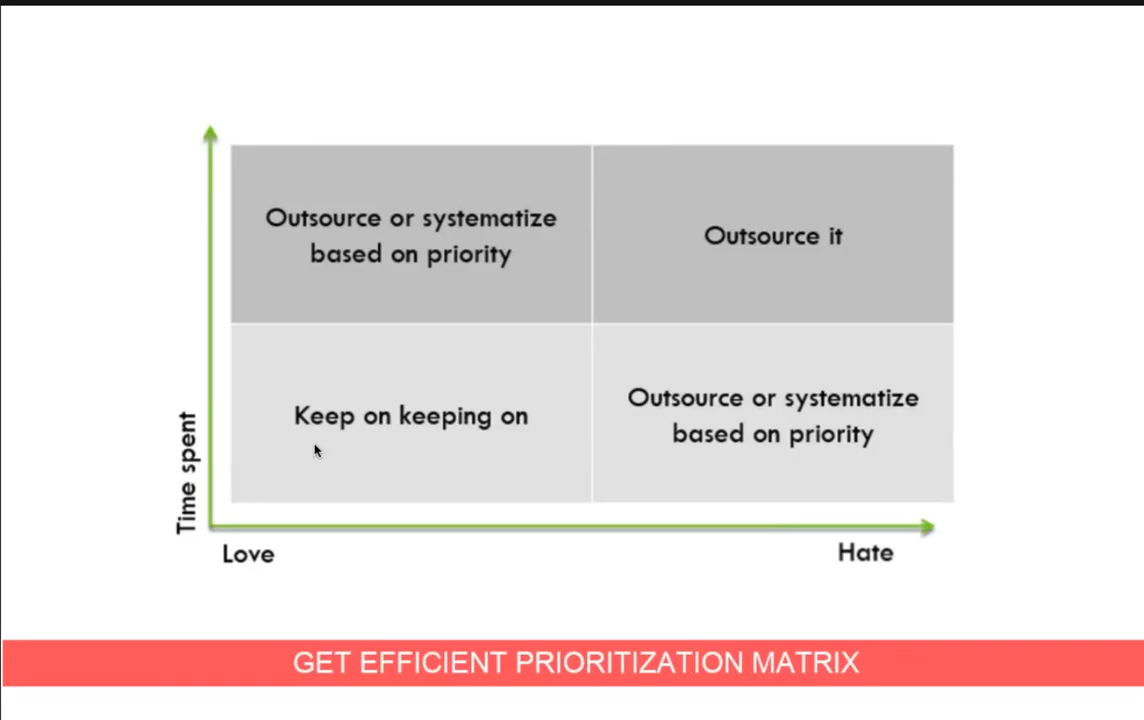 Outsource or systematize
based on priority
Outsource it
Keep on keeping on
Outsource or systematize
based on priority
Time spent
Love
Hate
GET EFFICIENT PRIORITIZATION MATRIX